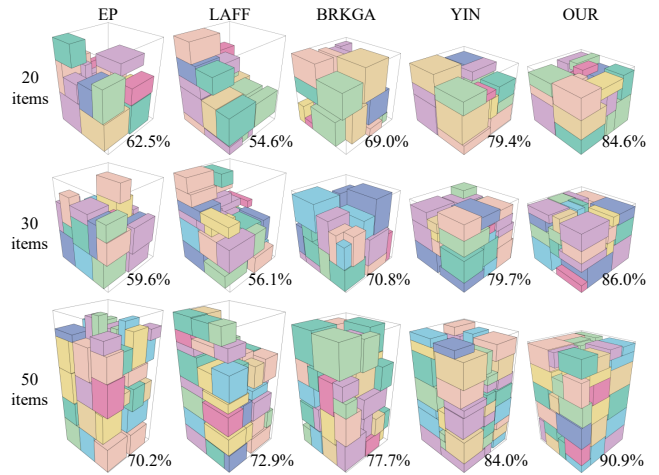 EP LAFF BRKGA YIN OUR
20
items
62.5% 54.6% 69.0% 79.4% 84.6%
30
items
59.6% 56.1% 70.8% 79.7% 86.0%
50
items
70.2% 72.9% 77.7% 84.0% 90.9%